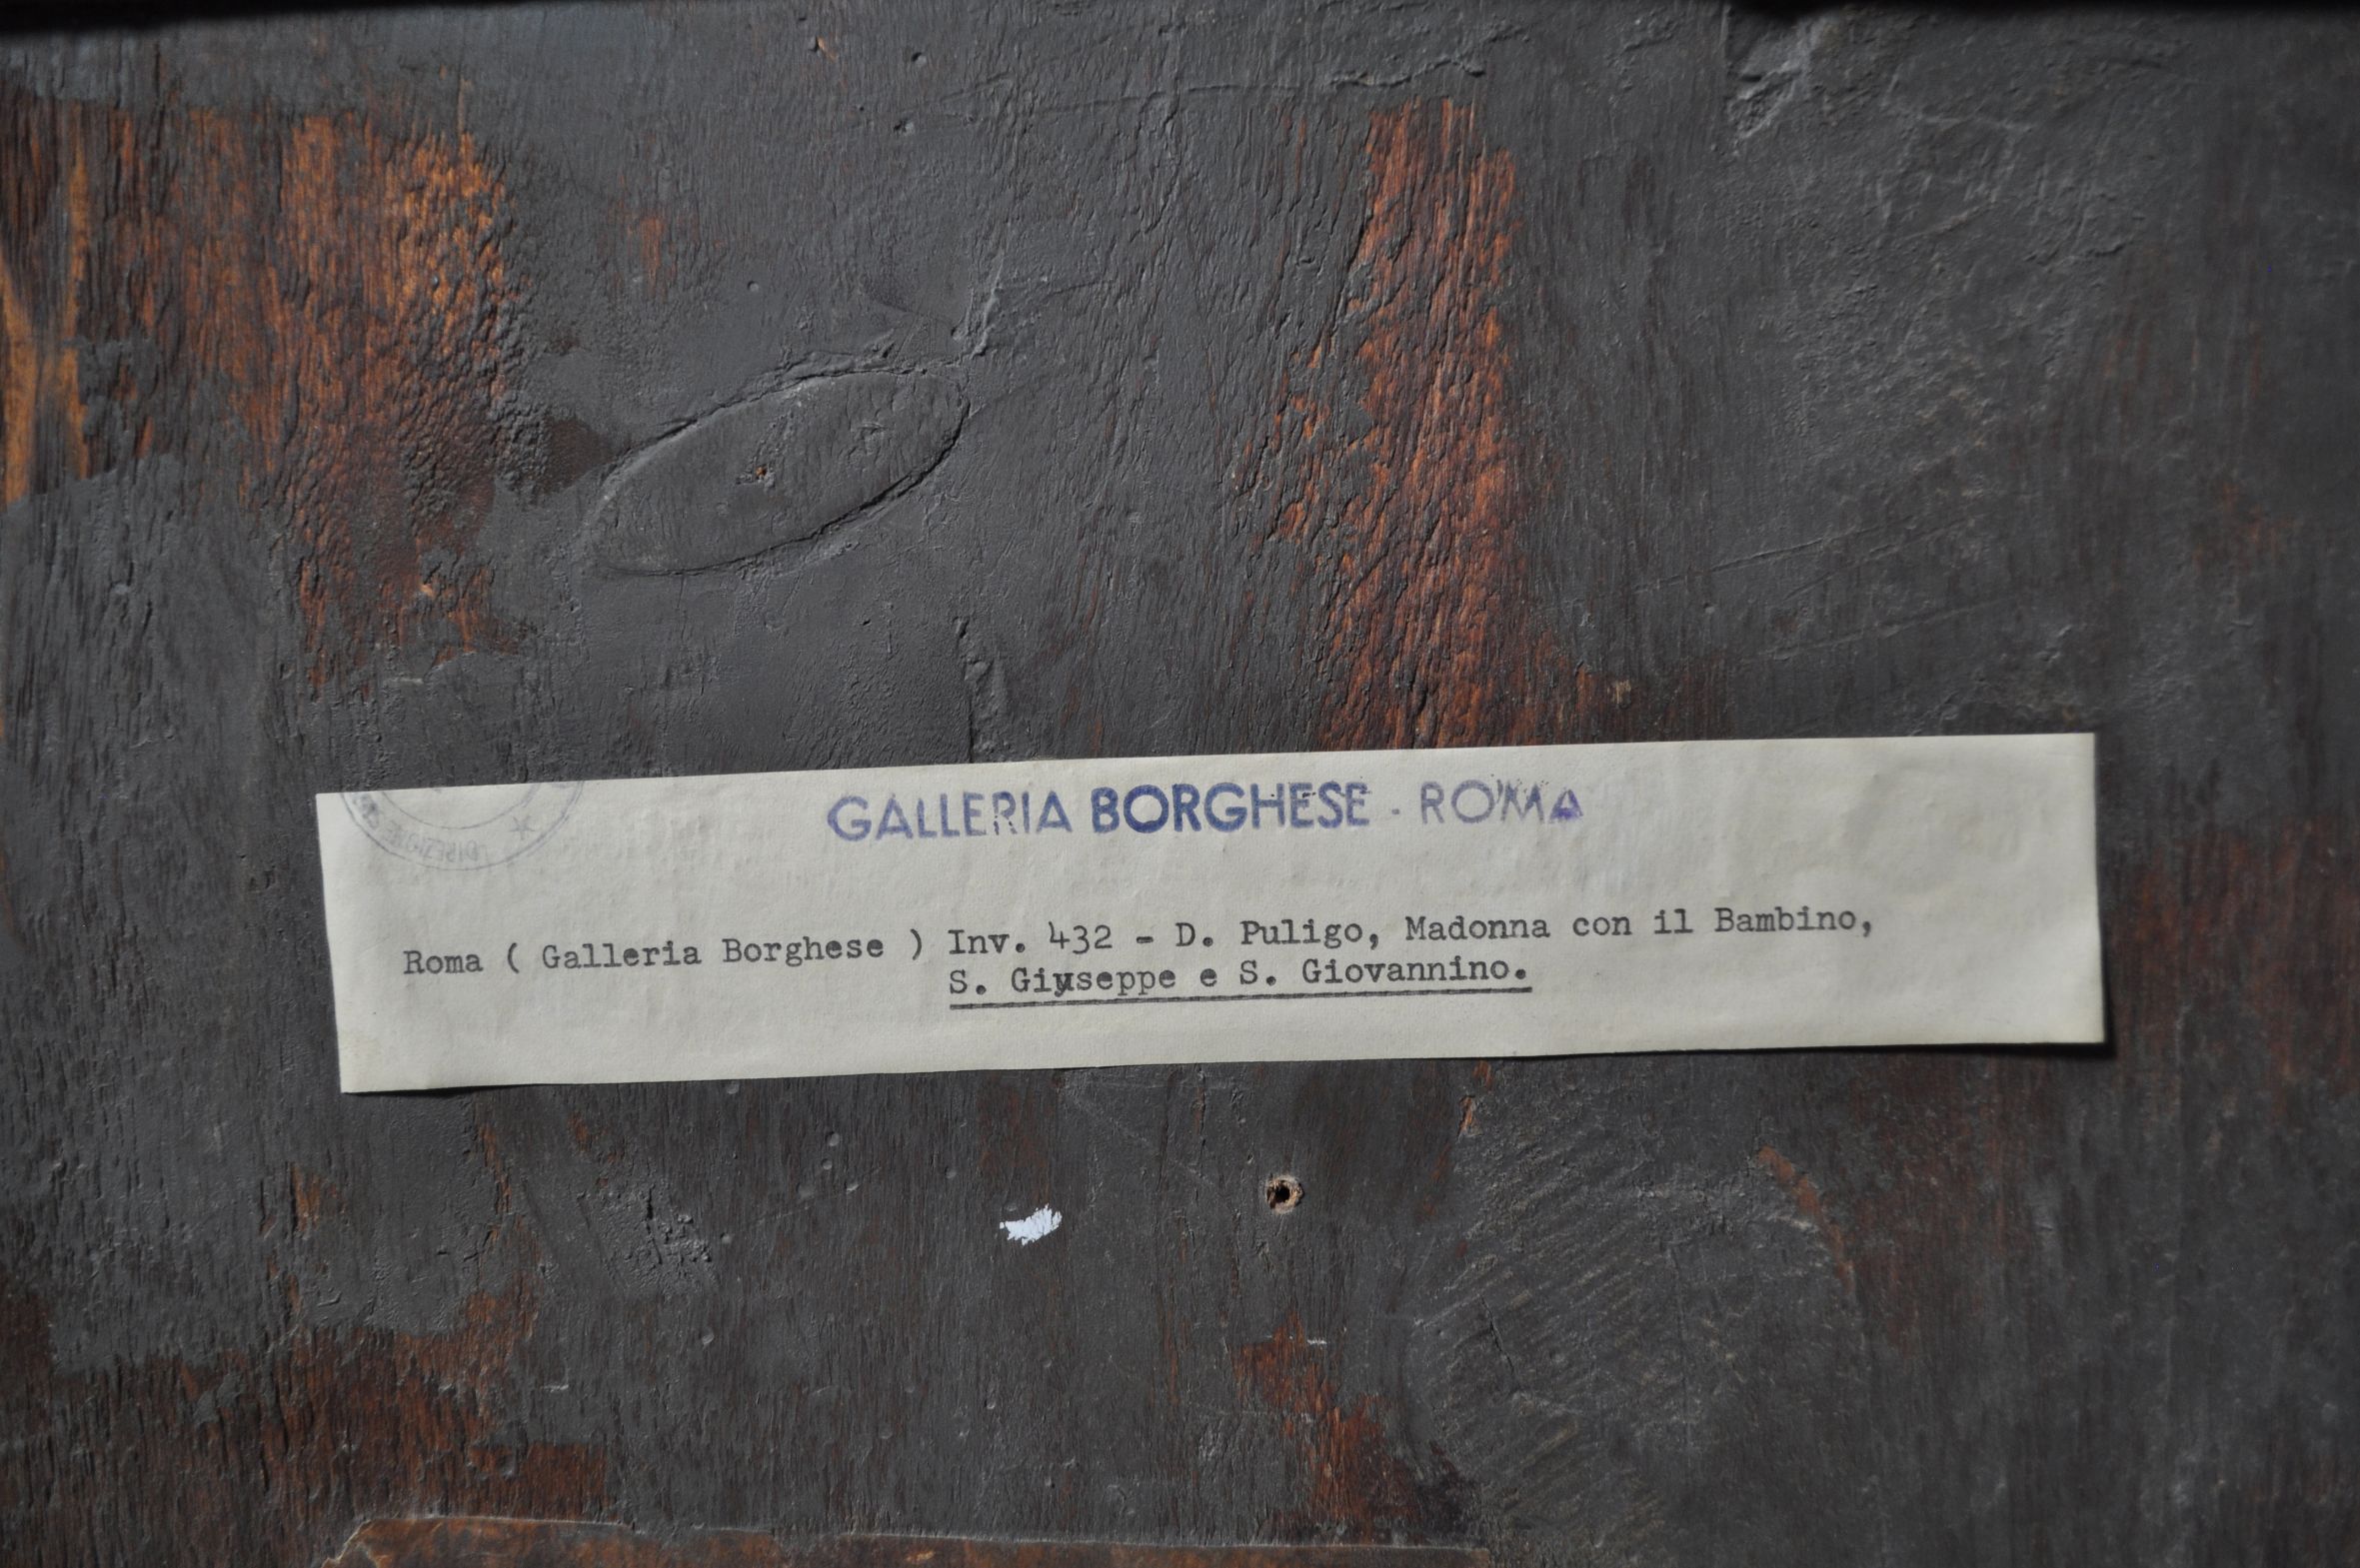 GALLERIA BORGHESE - ROMA
Roma ( Galleria Borghese ) Inv. 432 - D. Puligo, Madonna con il Bambino,
S. Giuseppe e S. Giovannino.